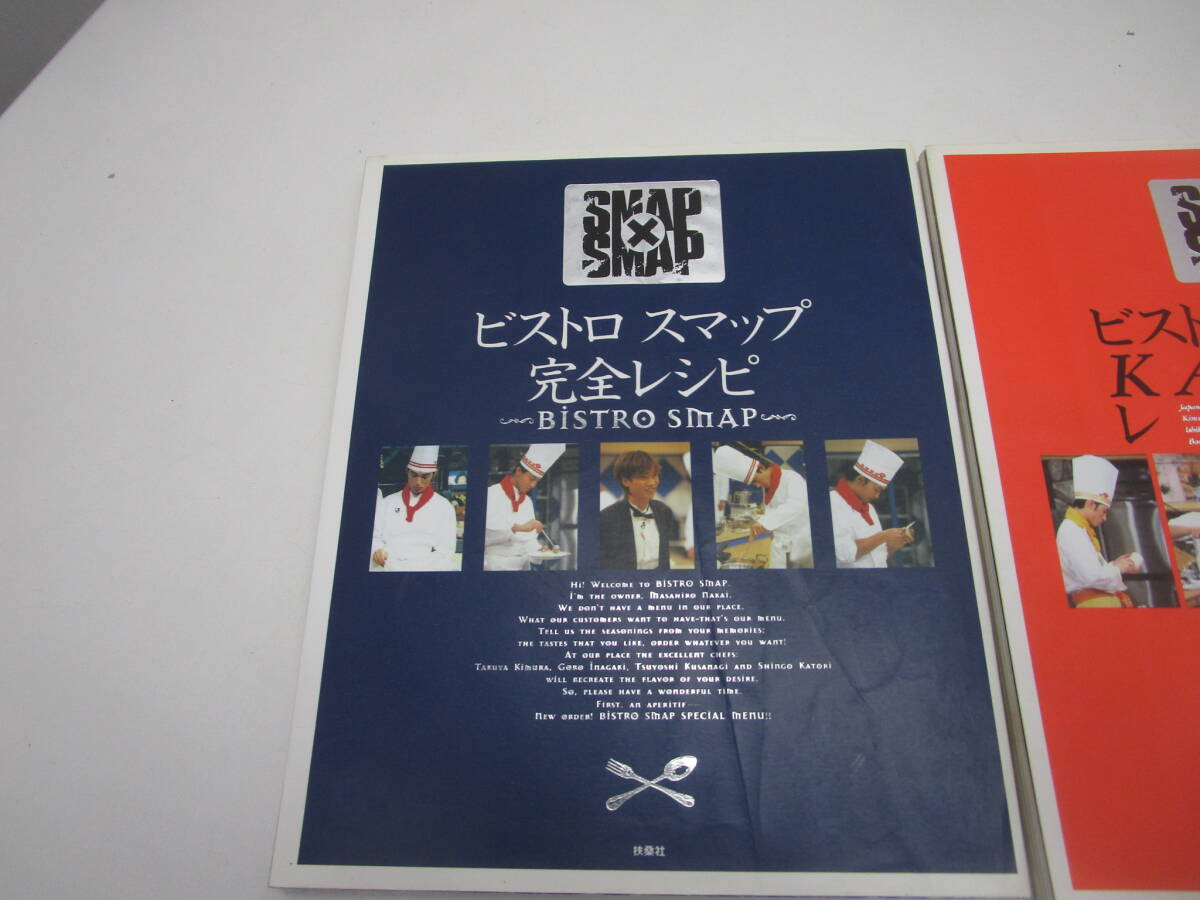 SMAP
×
SMAP
ビストロ スマップ
完全レシピ
BISTRO SMAP
HI! WELCOME TO BISTRO SMAP.
I'M THE OWNER, MASAHIRO NAKAI.
WE DON'T HAVE A MENU IN OUR PLACE.
WHAT OUR CUSTOMERS WANT TO HAVE-THAT'S OUR MENU.
TELL US THE SEASONINGS FROM YOUR MEMORIES;
THE TASTES THAT YOU LIKE, ORDER WHATEVER YOU WANT!
AT OUR PLACE THE EXCELLENT CHEFS:
TAKUYA KIMURA, GORO INAGAKI, TSUYOSHI KUSANAGI AND SHINGO KATORI
WILL RECREATE THE FLAVOR OF YOUR DESIRE.
SO, PLEASE HAVE A WONDERFUL TIME.
FIRST, AN APERITIF
NEW ORDER! BISTRO SMAP SPECIAL MENU!!
扶桑社
ビスト
K
レ